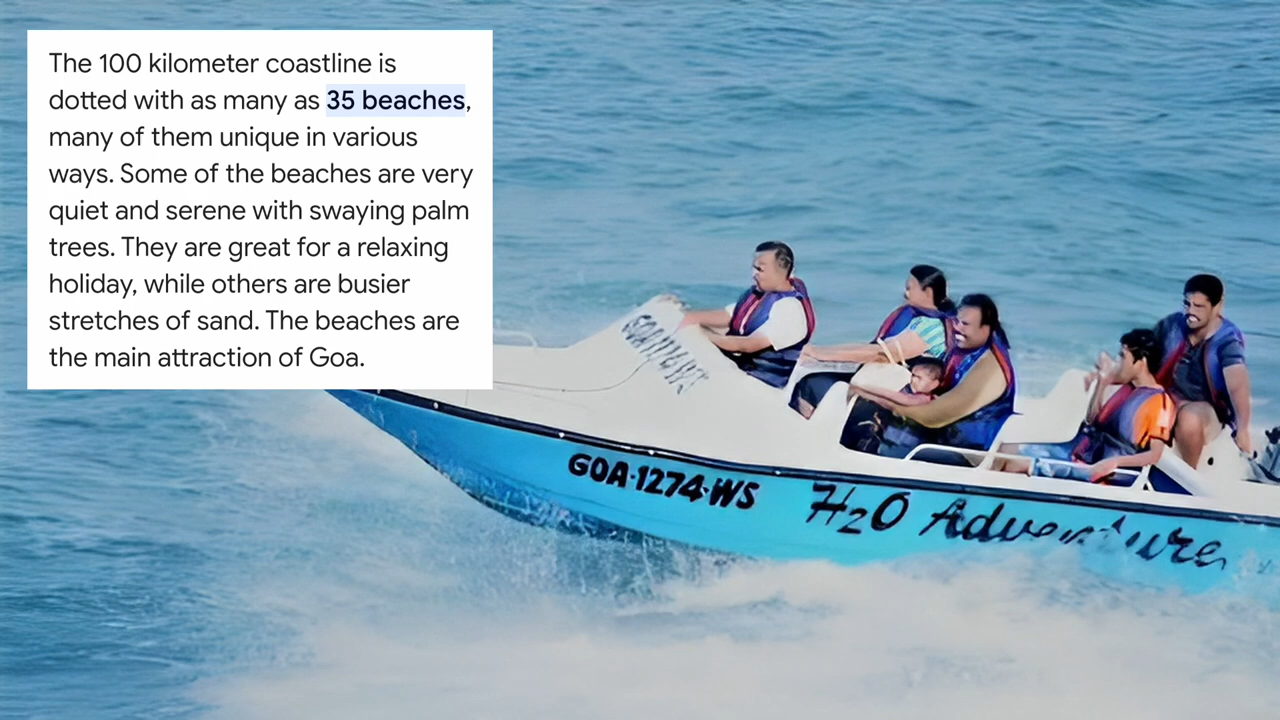 The 100 kilometer coastline is
dotted with as many as 35 beaches,
many of them unique in various
ways. Some of the beaches are very
quiet and serene with swaying palm
trees. They are great for a relaxing
holiday, while others are busier
stretches of sand. The beaches are
the main attraction of Goa.
GOA-1274-WS
H2O Adventure